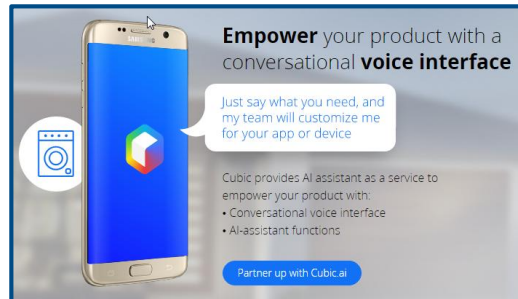 SAMSUNG
Empower your product with a
conversational voice interface
Just say what you need, and
my team will customize me
for your app or device
Cubic provides AI assistant as a service to
empower your product with:
• Conversational voice interface
• AI-assistant functions
Partner up with Cubic.ai